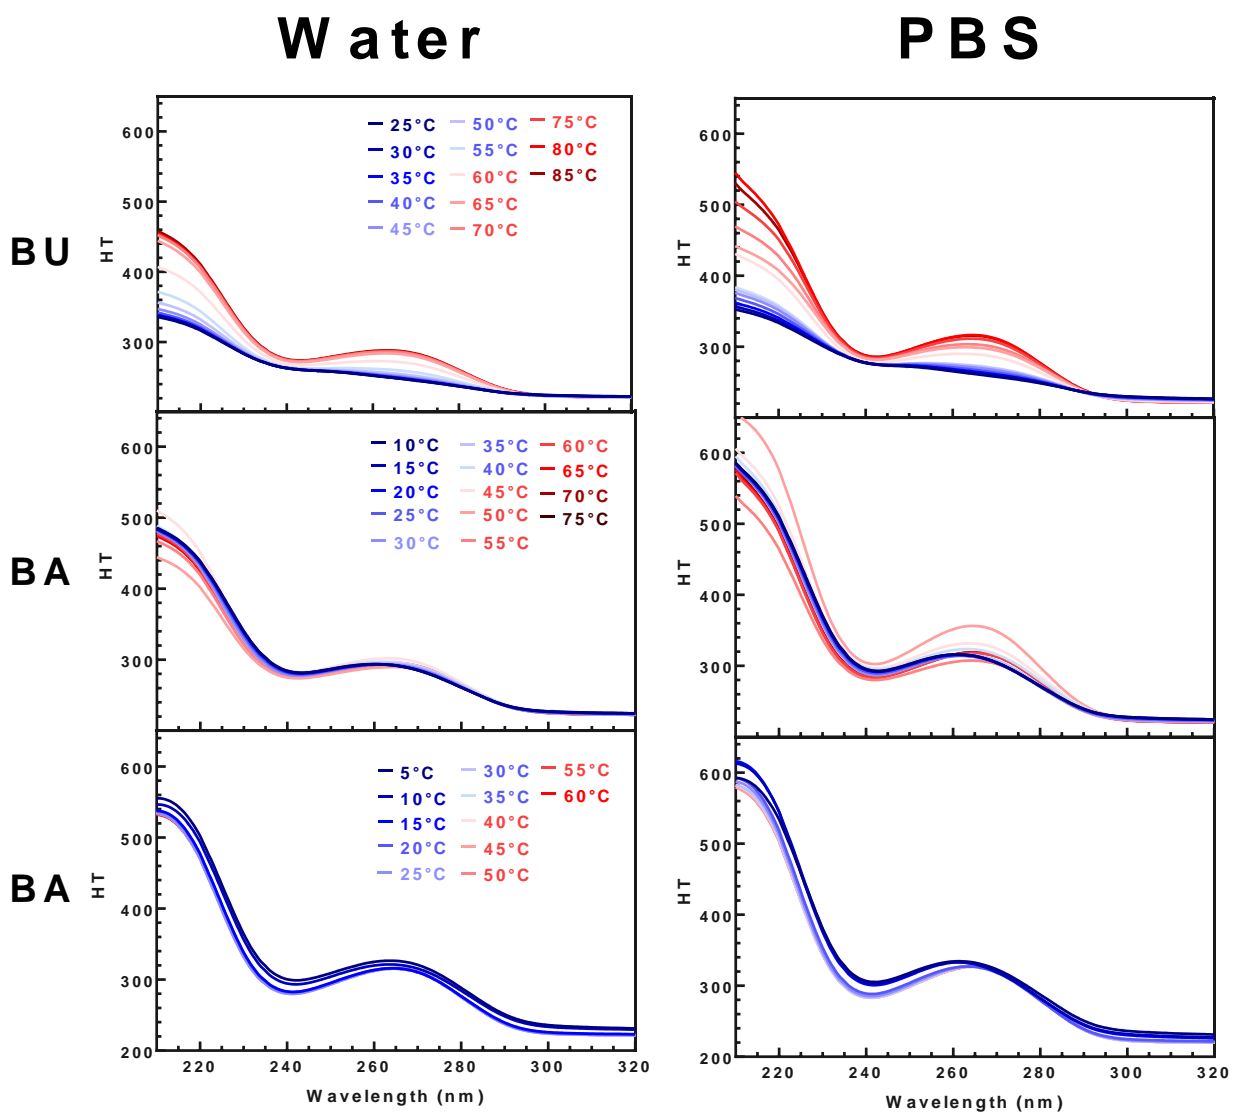 Water PBS
BU
HT
600
500
400
300
25°C 50°C 75°C
30°C 55°C 80°C
35°C 60°C 85°C
40°C 65°C
45°C 70°C
HT
600
500
400
300
BA
HT
600
500
400
300
10°C 35°C 60°C
15°C 40°C 65°C
20°C 45°C 70°C
25°C 50°C 75°C
30°C 55°C
HT
600
500
400
300
BA
HT
600
500
400
300
200
5°C 30°C 55°C
10°C 35°C 60°C
15°C 40°C
20°C 45°C
25°C 50°C
HT
600
500
400
300
200
220 240 260 280 300 320
Wavelength (nm)
220 240 260 280 300 320
Wavelength (nm)